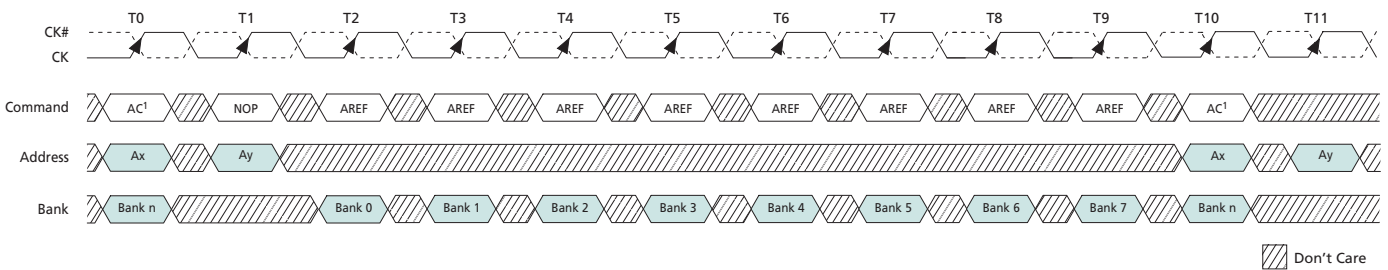 T0 T1 T2 T3 T4 T5 T6 T7 T8 T9 T10 T11
CK#
CK
Command AC¹ NOP AREF AREF AREF AREF AREF AREF AREF AREF AC¹
Address Ax Ay Ax Ay
Bank Bank n Bank 0 Bank 1 Bank 2 Bank 3 Bank 4 Bank 5 Bank 6 Bank 7 Bank n
Don't Care